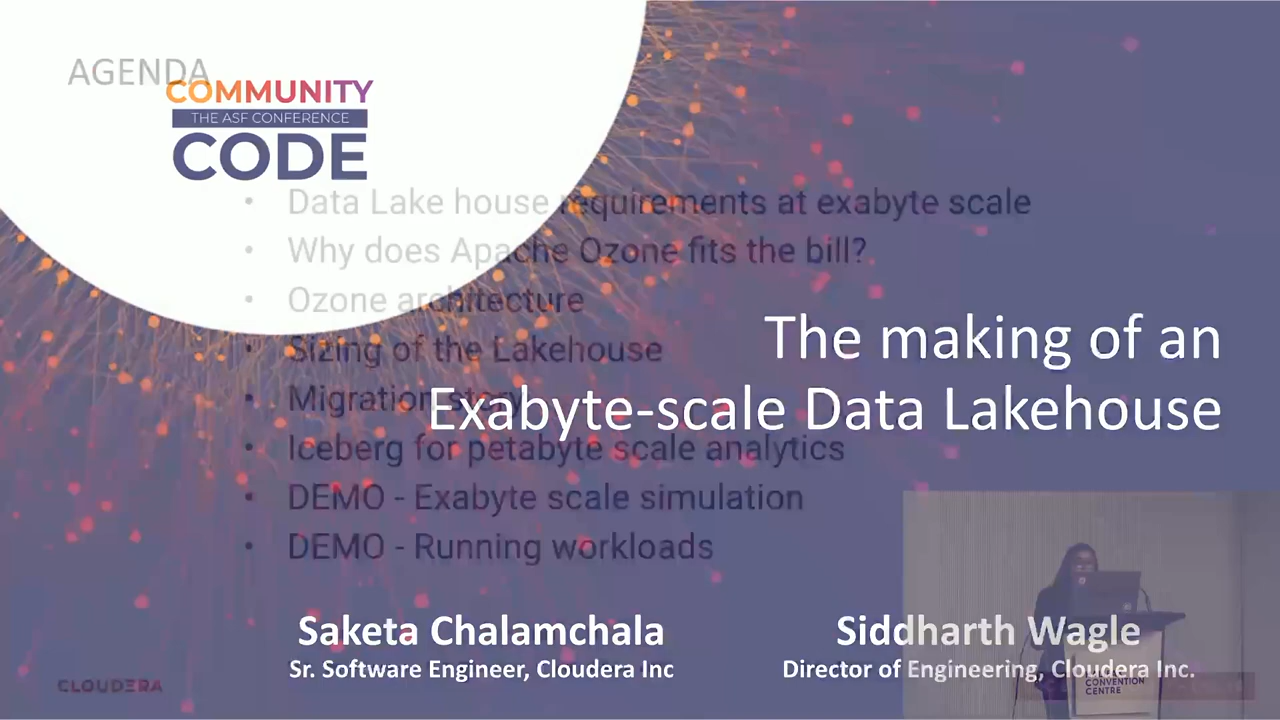 AGENDA
COMMUNITY
THE ASF CONFERENCE
CODE
• Data Lake house requirements at exabyte scale
• Why does Apache Ozone fits the bill?
• Ozone architecture
• Sizing of the Lakehouse
• Migration story
• Iceberg for petabyte scale analytics
• DEMO - Exabyte scale simulation
• DEMO - Running workloads
The making of an
Exabyte-scale Data Lakehouse
Saketa Chalamchala
Sr. Software Engineer, Cloudera Inc
Siddharth Wagle
Director of Engineering, Cloudera Inc.
CLOUDERA
CONVENTION
CENTRE